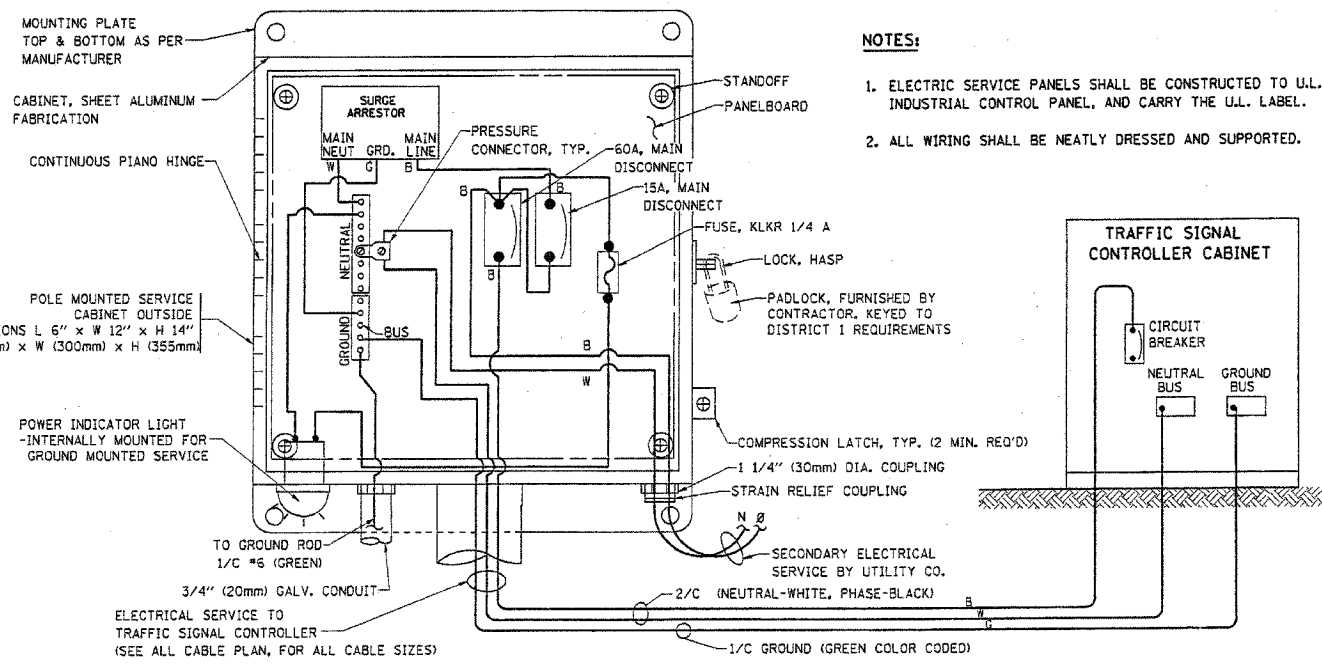 MOUNTING PLATE
TOP & BOTTOM AS PER
MANUFACTURER
CABINET, SHEET ALUMINUM
FABRICATION
CONTINUOUS PIANO HINGE
POLE MOUNTED SERVICE
CABINET OUTSIDE
IONS L 6" x W 12" x H 14"
m) x W (300mm) x H (355mm)
POWER INDICATOR LIGHT
-INTERNALLY MOUNTED FOR
GROUND MOUNTED SERVICE
SURGE
ARRESTOR
MAIN
NEUT
GRD.
MAIN
LINE
W
G
B
NEUTRAL
GROUND
BUS
PRESSURE
CONNECTOR, TYP.
STANDOFF
PANELBOARD
60A, MAIN
DISCONNECT
15A, MAIN
DISCONNECT
B
B
B
FUSE, KLKR 1/4 A
LOCK, HASP
PADLOCK, FURNISHED BY
CONTRACTOR. KEYED TO
DISTRICT 1 REQUIREMENTS
B
W
COMPRESSION LATCH, TYP. (2 MIN. REQ'D)
1 1/4" (30mm) DIA. COUPLING
STRAIN RELIEF COUPLING
N Ø
SECONDARY ELECTRICAL
SERVICE BY UTILITY CO.
TO GROUND ROD
1/C #6 (GREEN)
3/4" (20mm) GALV. CONDUIT
ELECTRICAL SERVICE TO
TRAFFIC SIGNAL CONTROLLER
(SEE ALL CABLE PLAN, FOR ALL CABLE SIZES)
2/C (NEUTRAL-WHITE, PHASE-BLACK)
B
W
G
1/C GROUND (GREEN COLOR CODED)
NOTES:
1. ELECTRIC SERVICE PANELS SHALL BE CONSTRUCTED TO U.L.
INDUSTRIAL CONTROL PANEL, AND CARRY THE U.L. LABEL.
2. ALL WIRING SHALL BE NEATLY DRESSED AND SUPPORTED.
TRAFFIC SIGNAL
CONTROLLER CABINET
CIRCUIT
BREAKER
NEUTRAL
BUS
GROUND
BUS